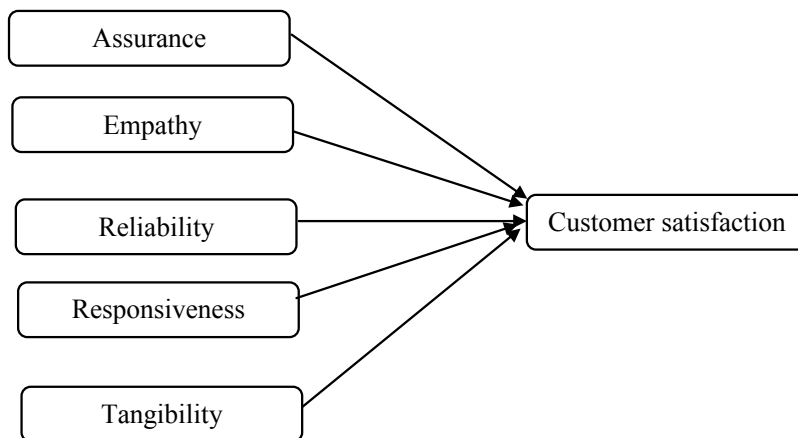 Assurance
Empathy
Reliability
Customer satisfaction
Responsiveness
Tangibility